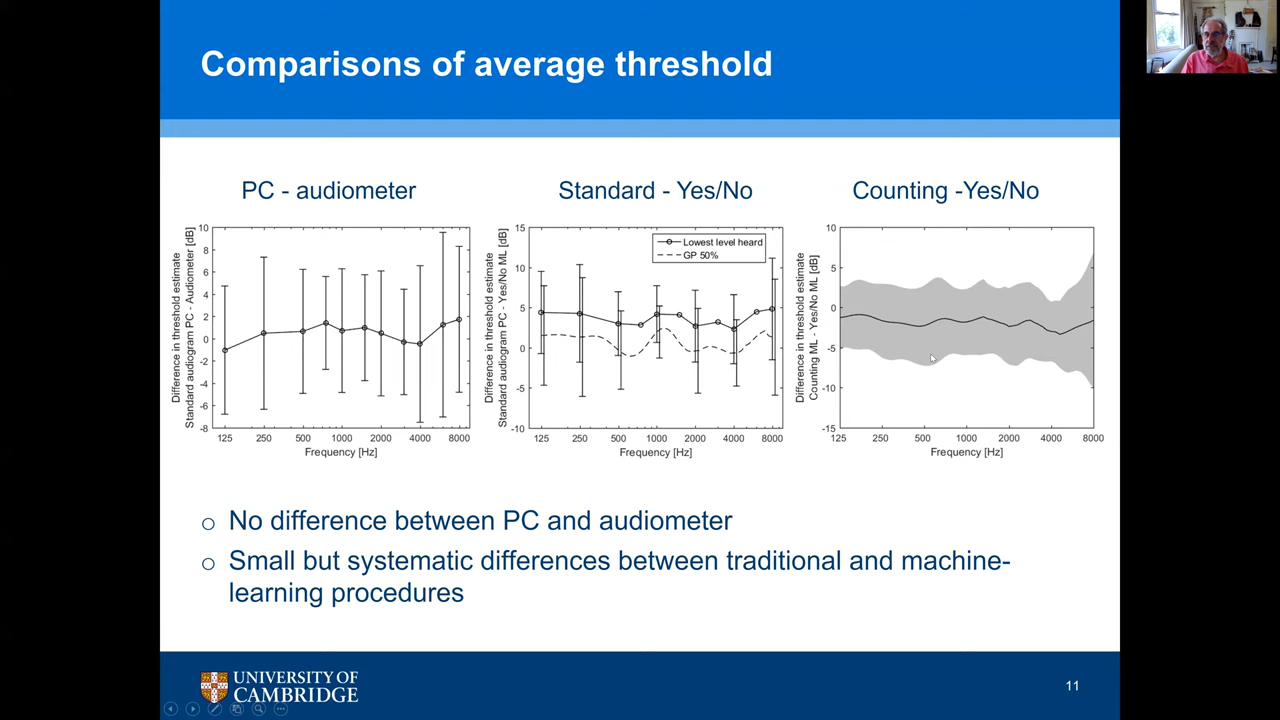 Comparisons of average threshold
PC - audiometer
Standard - Yes/No
Counting -Yes/No
Difference in threshold estimate
Standard audiogram PC - Audiometer [dB]
10
8
6
4
2
0
-2
-4
-6
-8
125
250
500
1000
2000
4000
8000
Frequency [Hz]
Difference in threshold estimate
Standard audiogram PC - Yes/No ML [dB]
15
10
5
0
-5
-10
Lowest level heard
GP 50%
125
250
500
1000
2000
4000
8000
Frequency [Hz]
Difference in threshold estimate
Counting ML - Yes/No ML [dB]
10
5
0
-5
-10
-15
125
250
500
1000
2000
4000
8000
Frequency [Hz]
No difference between PC and audiometer
Small but systematic differences between traditional and machine-
learning procedures
UNIVERSITY OF
CAMBRIDGE
11